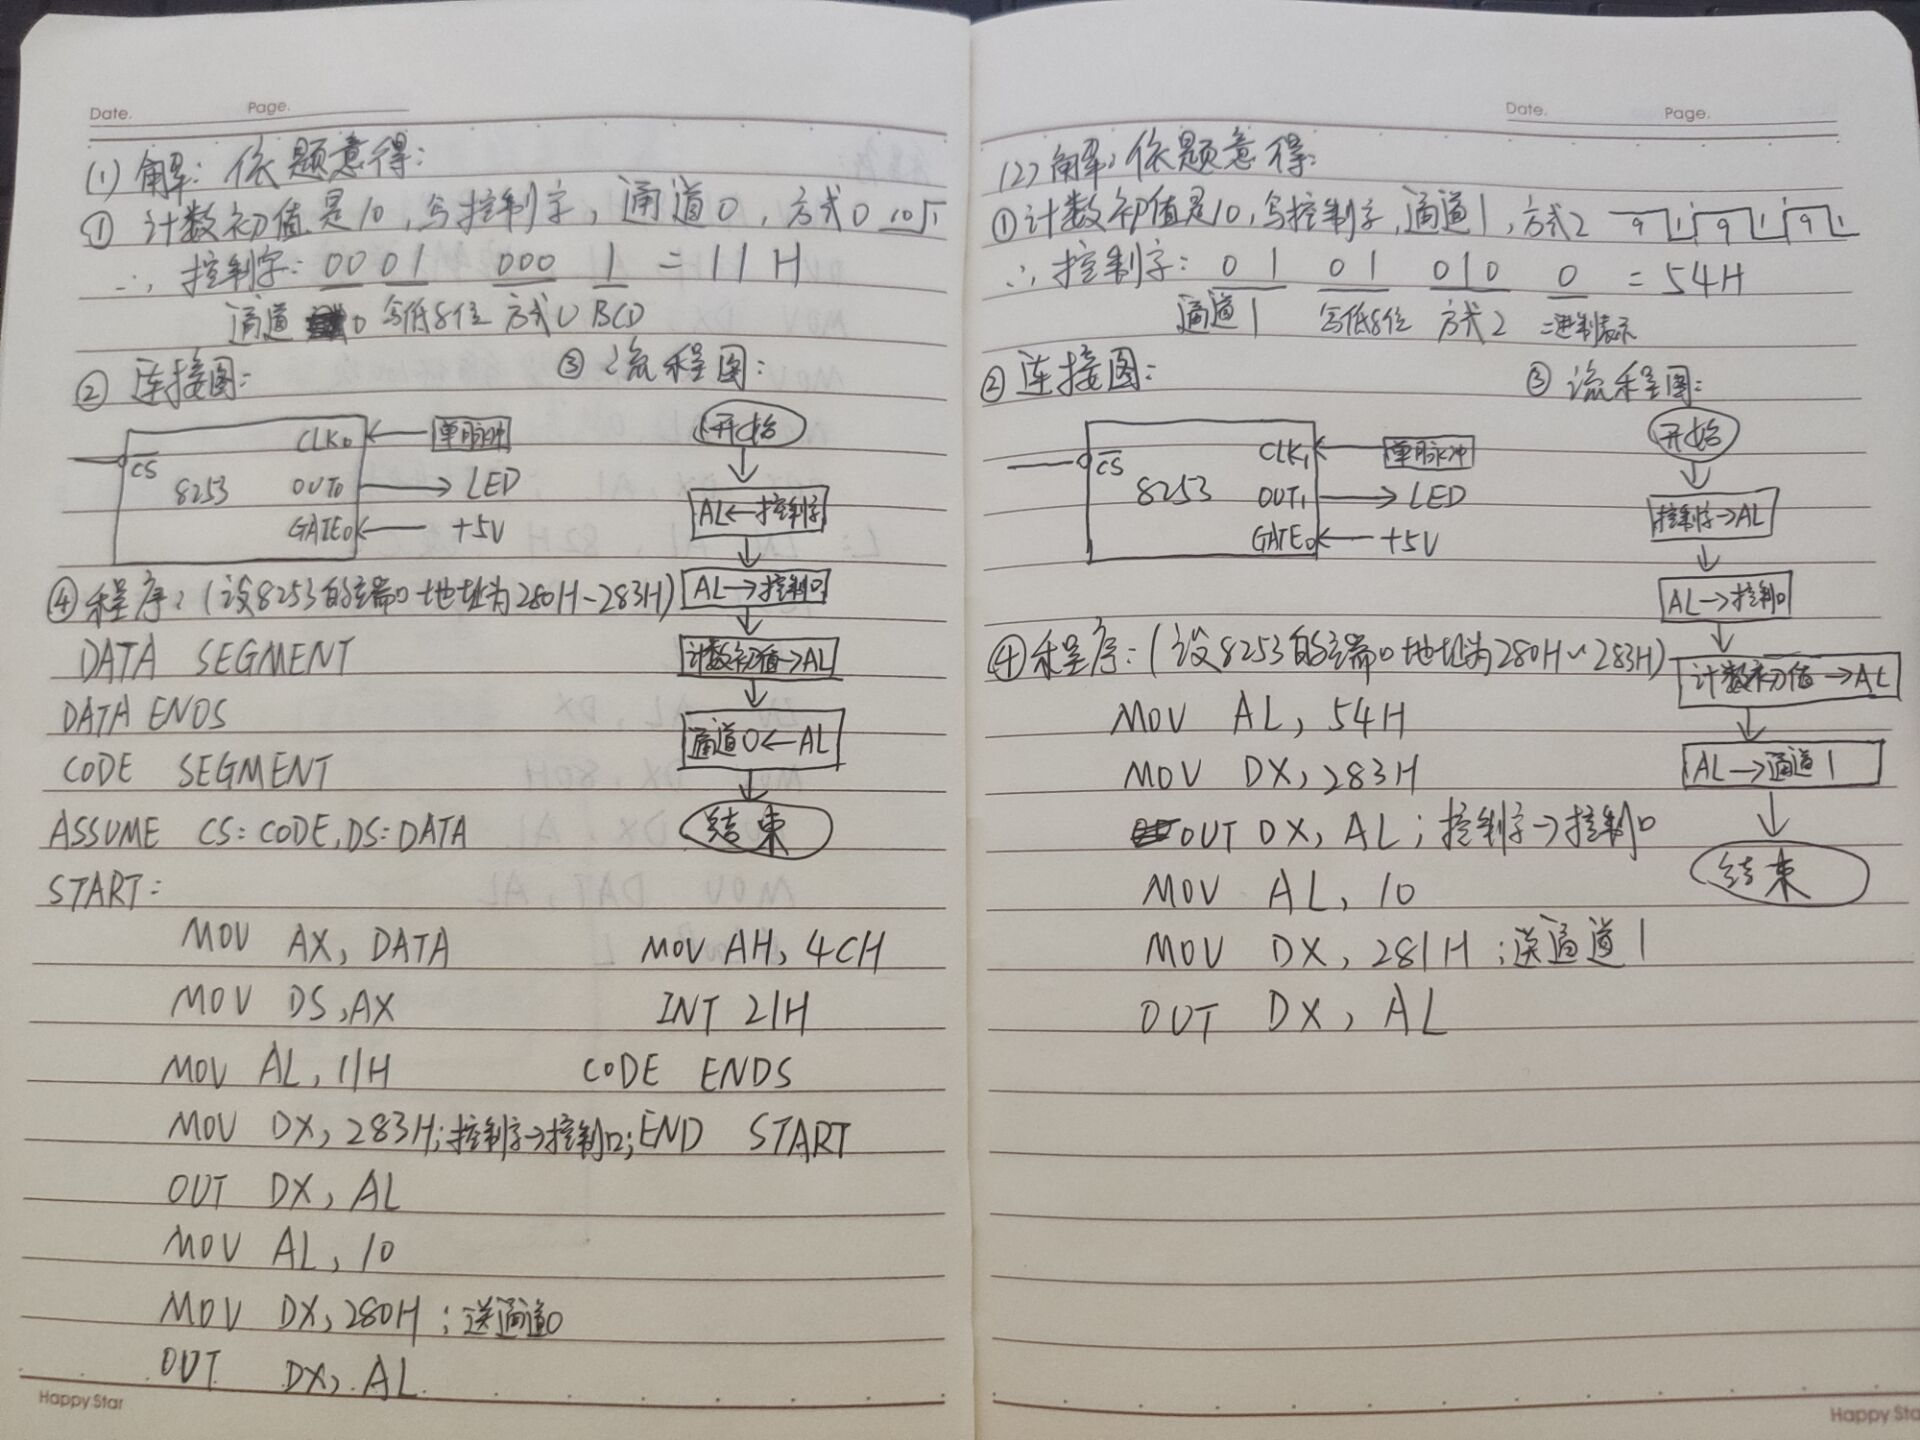 Date. Page.
(1) 解: 依题意得:
① 计数初值是10,写控制字,通道0,方式0
∴ 控制字: 00 01 000 1 = 11H
通道0 写低8位 方式0 BCD
② 连接图:
CLK0 单脉冲
CS 8253 OUT0 LED
GATE0 +5V
③ 流程图:
开始
AL←控制字
AL→控制口
计数初值→AL
通道0←AL
结束
④ 程序:(设8253的端口地址为280H~283H)
DATA SEGMENT
DATA ENDS
CODE SEGMENT
ASSUME CS:CODE,DS:DATA
START:
MOV AX, DATA
MOV DS,AX
MOV AL, 11H
MOV DX, 283H;控制字→控制口;
OUT DX, AL
MOV AL, 10
MOV DX, 280H ;送通道0
OUT DX, AL
MOV AH, 4CH
INT 21H
CODE ENDS
END START
Happy Star
Date. Page.
(2) 解: 依题意得:
① 计数初值是10,写控制字,通道1,方式2 9 1 9 1 9 1
∴ 控制字: 01 01 010 0 = 54H
通道1 写低8位 方式2 二进制表示
② 连接图:
CLK1 单脉冲
CS 8253 OUT1 LED
GATE0 +5V
③ 流程图:
开始
控制字→AL
AL→控制口
计数初值→AL
AL→通道1
结束
④ 程序:(设8253的端口地址为280H~283H)
MOV AL, 54H
MOV DX, 283H
OUT DX, AL ; 控制字→控制口
MOV AL, 10
MOV DX, 281H ;送通道1
OUT DX, AL
Happy Sta